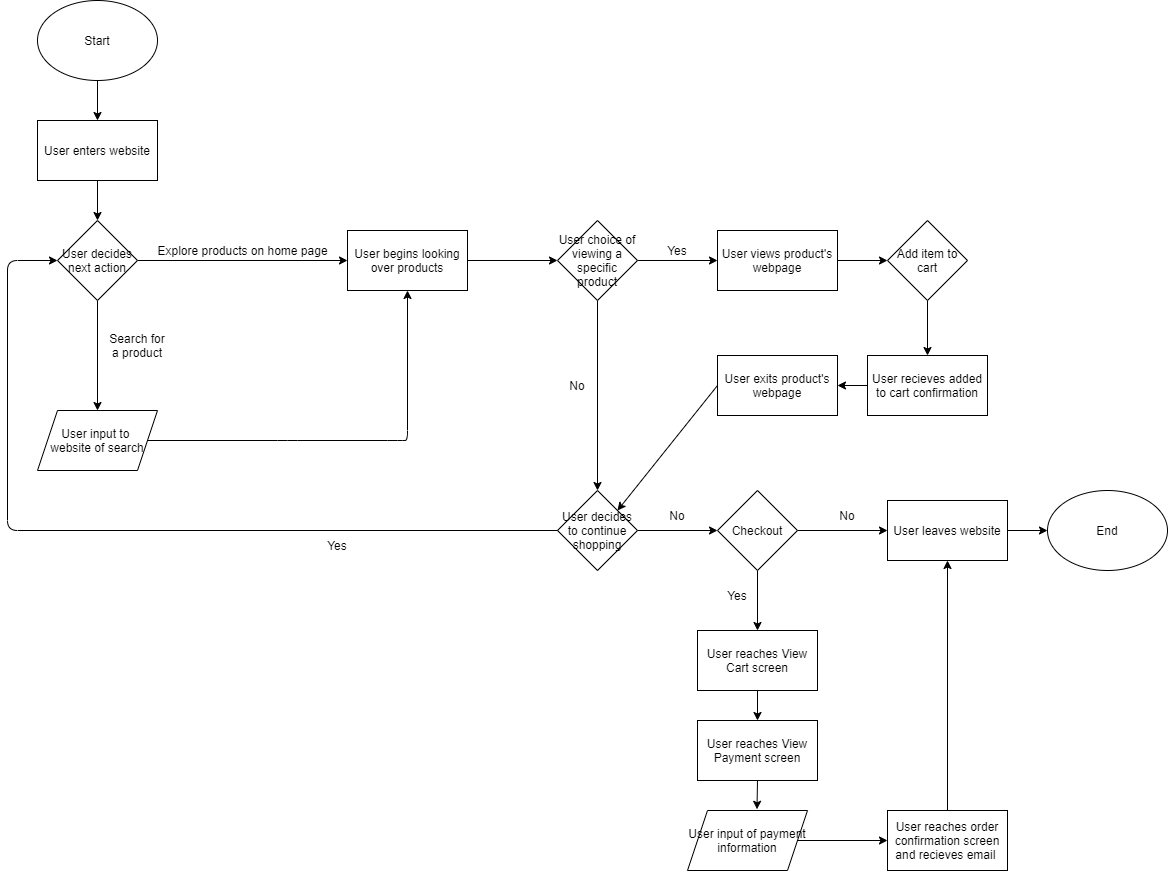 Start
User enters website
User decides
next action
Explore products on home page
User begins looking
over products
User choice of
viewing a
specific
product
Yes
User views product's
webpage
Add item to
cart
Search for
a product
User input to
website of search
No
User exits product's
webpage
User recieves added
to cart confirmation
User decides
to continue
shopping
No
Checkout
No
User leaves website
End
Yes
Yes
User reaches View
Cart screen
User reaches View
Payment screen
User input of payment
information
User reaches order
confirmation screen
and recieves email